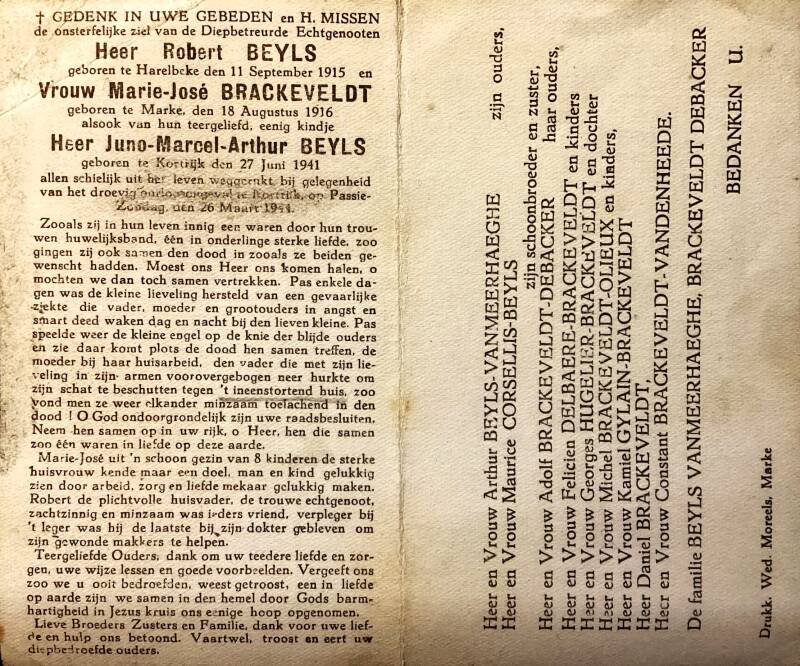 † GEDENK IN UWE GEBEDEN en H. MISSEN
de onsterfelijke ziel van de Diepbetreurde Echtgenooten
Heer Robert BEYLS
geboren te Harelbeke den 11 September 1915 en
Vrouw Marie-José BRACKEVELDT
geboren te Marke, den 18 Augustus 1916
alsook van hun teergeliefd, eenig kindje
Heer Juno-Marcel-Arthur BEYLS
geboren te Kortrijk den 27 Juni 1941
allen schielijk uit het leven weggerukt bij gelegenheid
van het droevig oorlogsongeval te Kortrijk, op Passie-
Zondag, den 26 Maart 1944.
Zooals zij in hun leven innig een waren door hun trou-
wen huwelijksband, één in onderlinge sterke liefde, zoo
gingen zij ook samen den dood in zooals ze beiden ge-
wenscht hadden. Moest ons Heer ons komen halen, o
mochten we dan toch samen vertrekken. Pas enkele da-
gen was de kleine lieveling hersteld van een gevaarlijke
ziekte die vader, moeder en grootouders in angst en
smart deed waken dag en nacht bij den lieven kleine. Pas
speelde weer de kleine engel op de knie der blijde ouders
en zie daar komt plots de dood hen samen treffen, de
moeder bij haar huisarbeid, den vader die met zijn lie-
veling in zijn armen voorovergebogen neer hurkte om
zijn schat te beschutten tegen 't ineenstortend huis, zoo
vond men ze weer elkander minzaam toelachend in den
dood ! O God ondoorgrondelijk zijn uwe raadsbesluiten.
Neem hen samen op in uw rijk, o Heer, hen die samen
zoo één waren in liefde op deze aarde.
Marie-José uit 'n schoon gezin van 8 kinderen de sterke
huisvrouw kende maar een doel, man en kind gelukkig
zien door arbeid, zorg en liefde mekaar gelukkig maken.
Robert de plichtvolle huisvader, de trouwe echtgenoot,
zachtzinnig en minzaam was ieders vriend, verpleger bij
't leger was hij de laatste bij zijn dokter gebleven om
zijn gewonde makkers te helpen.
Teergeliefde Ouders, dank om uw teedere liefde en zor-
gen, uwe wijze lessen en goede voorbeelden. Vergeeft ons
zoo we u ooit bedroefden, weest getroost, een in liefde
op aarde zijn we samen in den hemel door Gods barm-
hartigheid in Jezus kruis ons eenige hoop opgenomen.
Lieve Broeders Zusters en Familie, dank voor uwe lief-
de en hulp ons betoond. Vaartwel, troost en eert uw
diepbedroefde ouders.
Heer en Vrouw Arthur BEYLS-VANMEERHAEGHE zijn ouders,
Heer en Vrouw Maurice CORSELLIS-BEYLS
zijn schoonbroeder en zuster,
Heer en Vrouw Adolf BRACKEVELDT-DEBACKER haar ouders,
Heer en Vrouw Felicien DELBAERE-BRACKEVELDT en kinders
Heer en Vrouw Georges HUGELIER-BRACKEVELDT en dochter
Heer en Vrouw Michel BRACKEVELDT-OLIEUX en kinders,
Heer en Vrouw Kamiel GYLAIN-BRACKEVELDT
Heer Daniel BRACKEVELDT,
Heer en Vrouw Constant BRACKEVELDT-VANDENHEEDE.
De familie BEYLS VANMEERHAEGHE, BRACKEVELDT DEBACKER
BEDANKEN U.
Drukk. Wed. Moreels, Marke